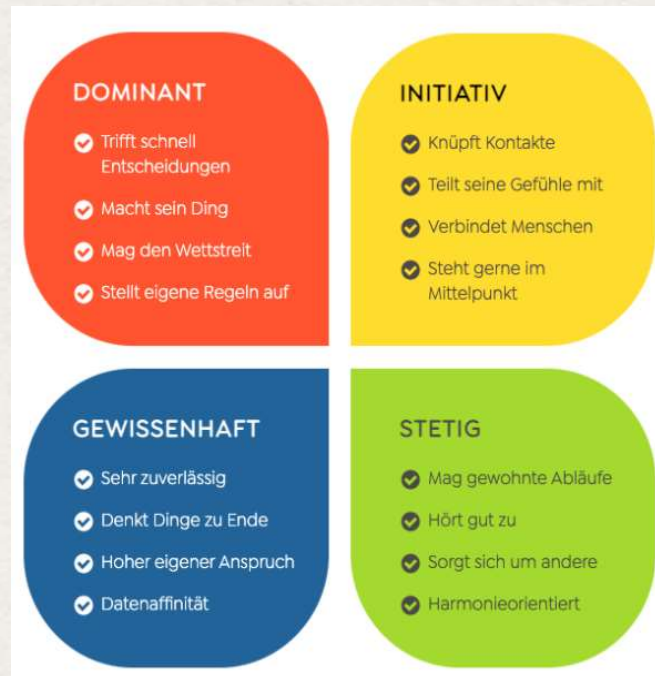 DOMINANT
Trifft schnell
Entscheidungen
Macht sein Ding
Mag den Wettstreit
Stellt eigene Regeln auf
INITIATIV
Knüpft Kontakte
Teilt seine Gefühle mit
Verbindet Menschen
Steht gerne im
Mittelpunkt
GEWISSENHAFT
Sehr zuverlässig
Denkt Dinge zu Ende
Hoher eigener Anspruch
Datenaffinität
STETIG
Mag gewohnte Abläufe
Hört gut zu
Sorgt sich um andere
Harmonieorientiert